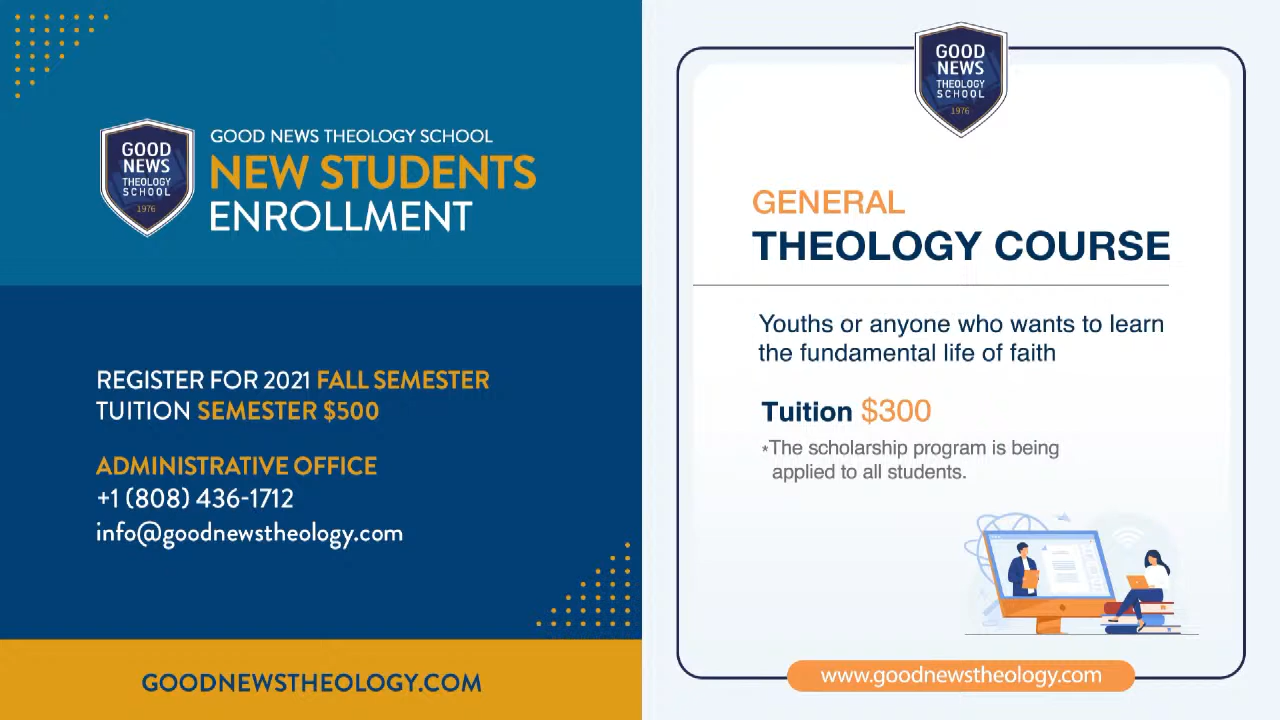 GOOD
NEWS
THEOLOGY
SCHOOL
1976
GOOD NEWS THEOLOGY SCHOOL
NEW STUDENTS
ENROLLMENT
REGISTER FOR 2021 FALL SEMESTER
TUITION SEMESTER $500
ADMINISTRATIVE OFFICE
+1 (808) 436-1712
info@goodnewstheology.com
GOODNEWSTHEOLOGY.COM
GOOD
NEWS
THEOLOGY
SCHOOL
1976
GENERAL
THEOLOGY COURSE
Youths or anyone who wants to learn
the fundamental life of faith
Tuition $300
*The scholarship program is being
applied to all students.
www.goodnewstheology.com